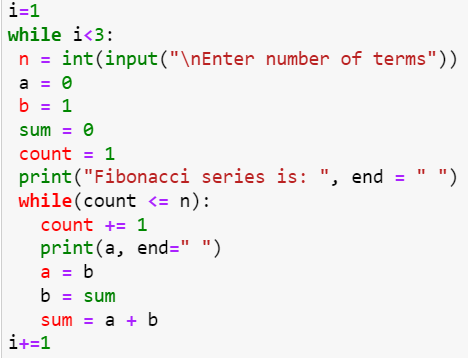 i=1
while i<3:
 n = int(input("\nEnter number of terms"))
 a = 0
 b = 1
 sum = 0
 count = 1
 print("Fibonacci series is: ", end = " ")
 while(count <= n):
   count += 1
   print(a, end=" ")
   a = b
   b = sum
   sum = a + b
i+=1